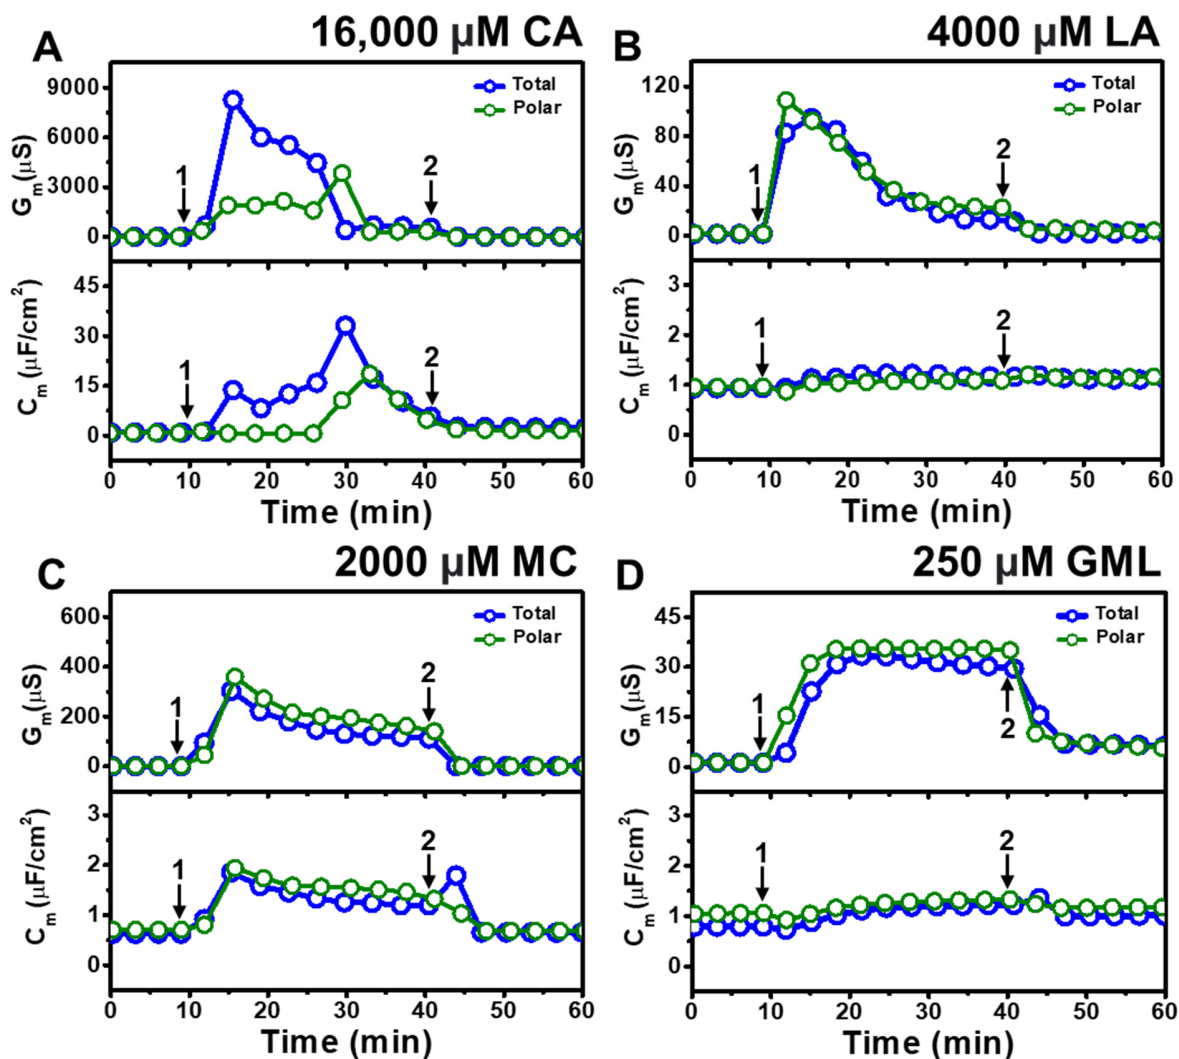 A
16,000 µM CA
9000
6000
3000
0
Gm(µS)
1
2
Total
Polar
45
30
15
0
Cm (µF/cm2)
1
2
0 10 20 30 40 50 60
Time (min)
B
4000 µM LA
120
80
40
0
Gm(µS)
1
2
Total
Polar
3
2
1
0
Cm (µF/cm2)
1
2
0 10 20 30 40 50 60
Time (min)
C
2000 µM MC
600
400
200
0
Gm(µS)
1
2
Total
Polar
3
2
1
0
Cm (µF/cm2)
1
2
0 10 20 30 40 50 60
Time (min)
D
250 µM GML
45
30
15
0
Gm(µS)
1
2
Total
Polar
3
2
1
0
Cm (µF/cm2)
1
2
0 10 20 30 40 50 60
Time (min)